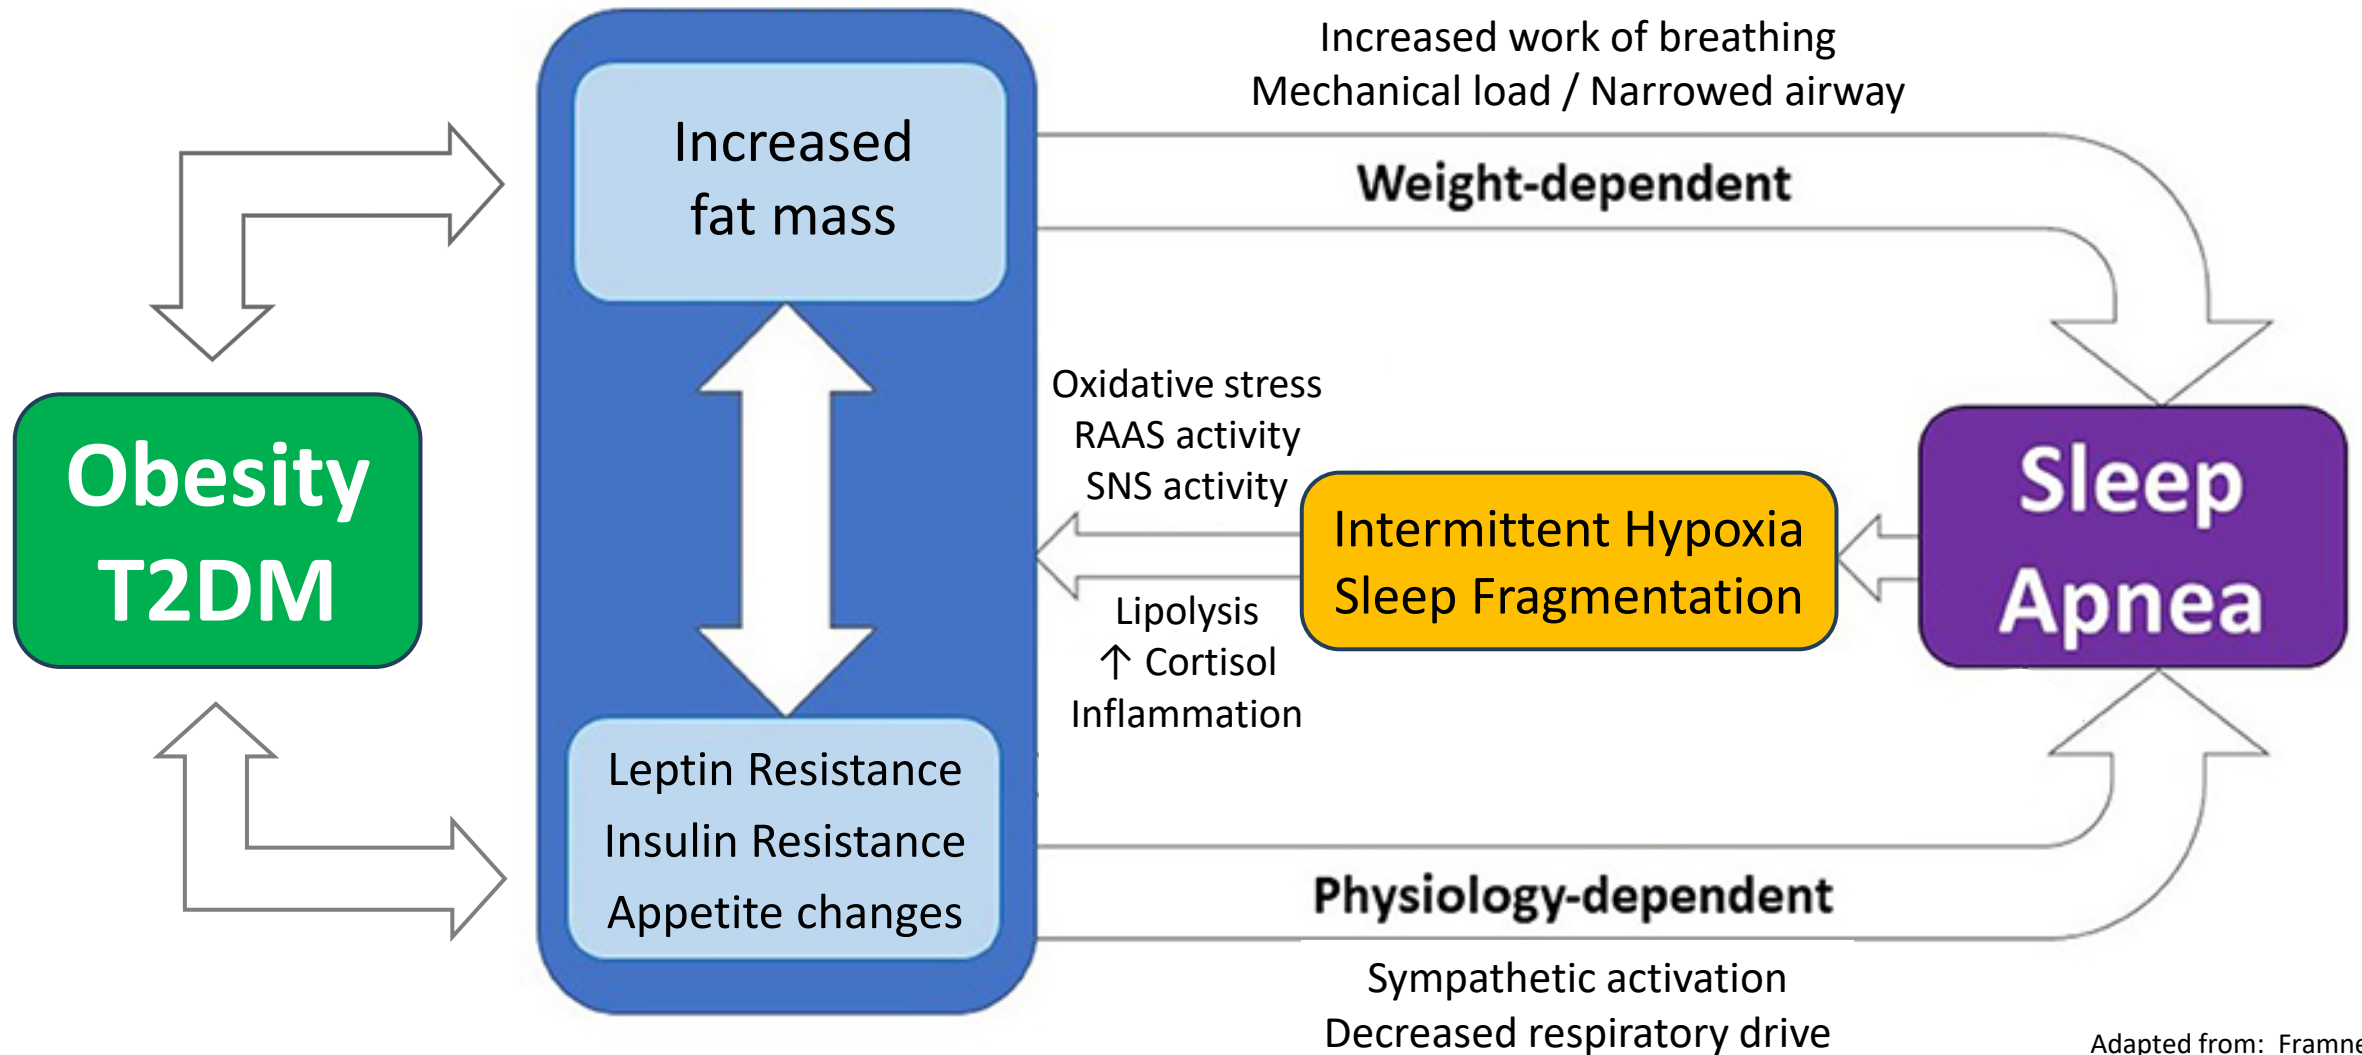 Increased work of breathing
Mechanical load / Narrowed airway
Increased
fat mass
Weight-dependent
Oxidative stress
RAAS activity
SNS activity
Obesity
T2DM
Intermittent Hypoxia
Sleep Fragmentation
Sleep
Apnea
Lipolysis
↑ Cortisol
Inflammation
Leptin Resistance
Insulin Resistance
Appetite changes
Physiology-dependent
Sympathetic activation
Decreased respiratory drive
Adapted from: Framne